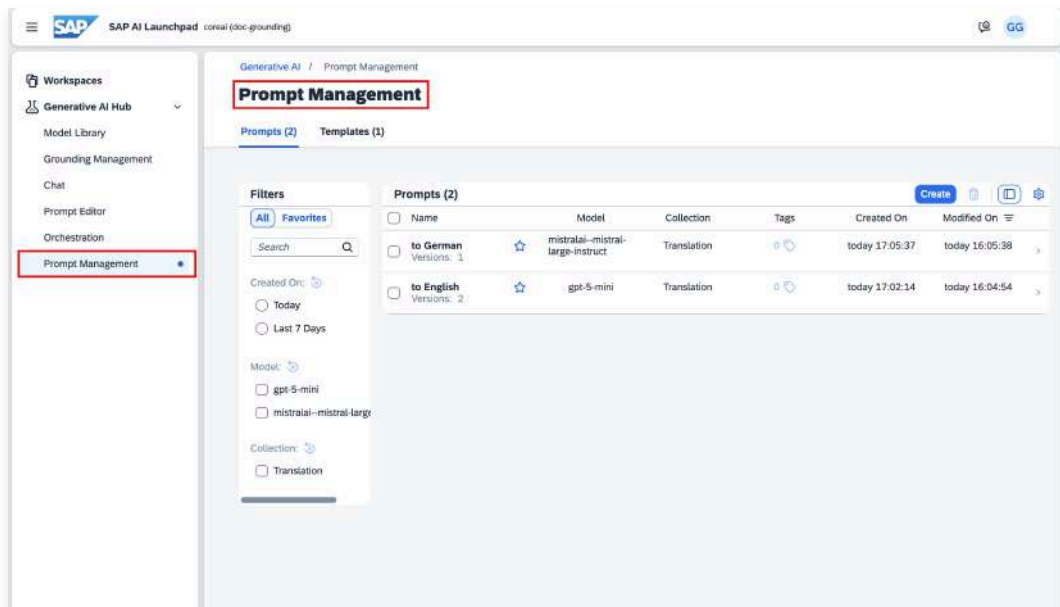 SAP SAP AI Launchpad coreai (doc-grounding) GG
Workspaces
Generative AI Hub
Model Library
Grounding Management
Chat
Prompt Editor
Orchestration
Prompt Management
Generative AI / Prompt Management
Prompt Management
Prompts (2) Templates (1)
Filters
All Favorites
Search
Created On:
Today
Last 7 Days
Model:
gpt-5-mini
mistralai--mistral-large
Collection:
Translation
Prompts (2) Create
Name Model Collection Tags Created On Modified On
to German mistralai--mistral- Translation 0 today 17:05:37 today 16:05:38
Versions: 1 large-instruct
to English gpt-5-mini Translation 0 today 17:02:14 today 16:04:54
Versions: 2